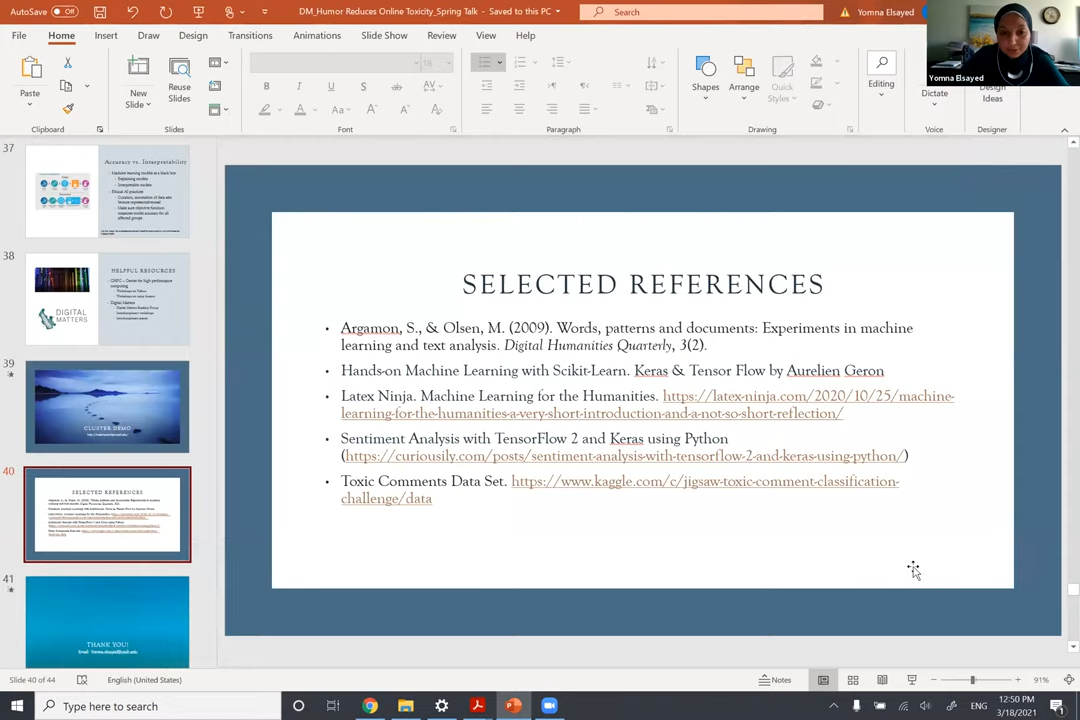 AutoSave Off
DM_Humor Reduces Online Toxicity_Spring Talk - Saved to this PC
Search
Yomna Elsayed
File Home Insert Draw Design Transitions Animations Slide Show Review View Help
Yomna Elsayed
Paste
New
Slide
Reuse
Slides
18
Shapes
Arrange
Quick
Styles
Editing
Dictate
Design
Ideas
Clipboard
Slides
Font
Paragraph
Drawing
Voice
Designer
37
Accuracy vs. Interpretability
38
HELPFUL RESOURCES
DIGITAL
MATTERS
39
CLUSTER DEMO
40
SELECTED REFERENCES
41
THANK YOU!
SELECTED REFERENCES
• Argamon, S., & Olsen, M. (2009). Words, patterns and documents: Experiments in machine
learning and text analysis. Digital Humanities Quarterly, 3(2).
• Hands-on Machine Learning with Scikit-Learn. Keras & Tensor Flow by Aurelien Geron
• Latex Ninja. Machine Learning for the Humanities. https://latex-ninja.com/2020/10/25/machine-
learning-for-the-humanities-a-very-short-introduction-and-a-not-so-short-reflection/
• Sentiment Analysis with TensorFlow 2 and Keras using Python
(https://curiously.com/posts/sentiment-analysis-with-tensorflow-2-and-keras-using-python/)
• Toxic Comments Data Set. https://www.kaggle.com/c/jigsaw-toxic-comment-classification-
challenge/data
Slide 40 of 44
English (United States)
Notes
91%
Type here to search
ENG
12:50 PM
3/18/2021